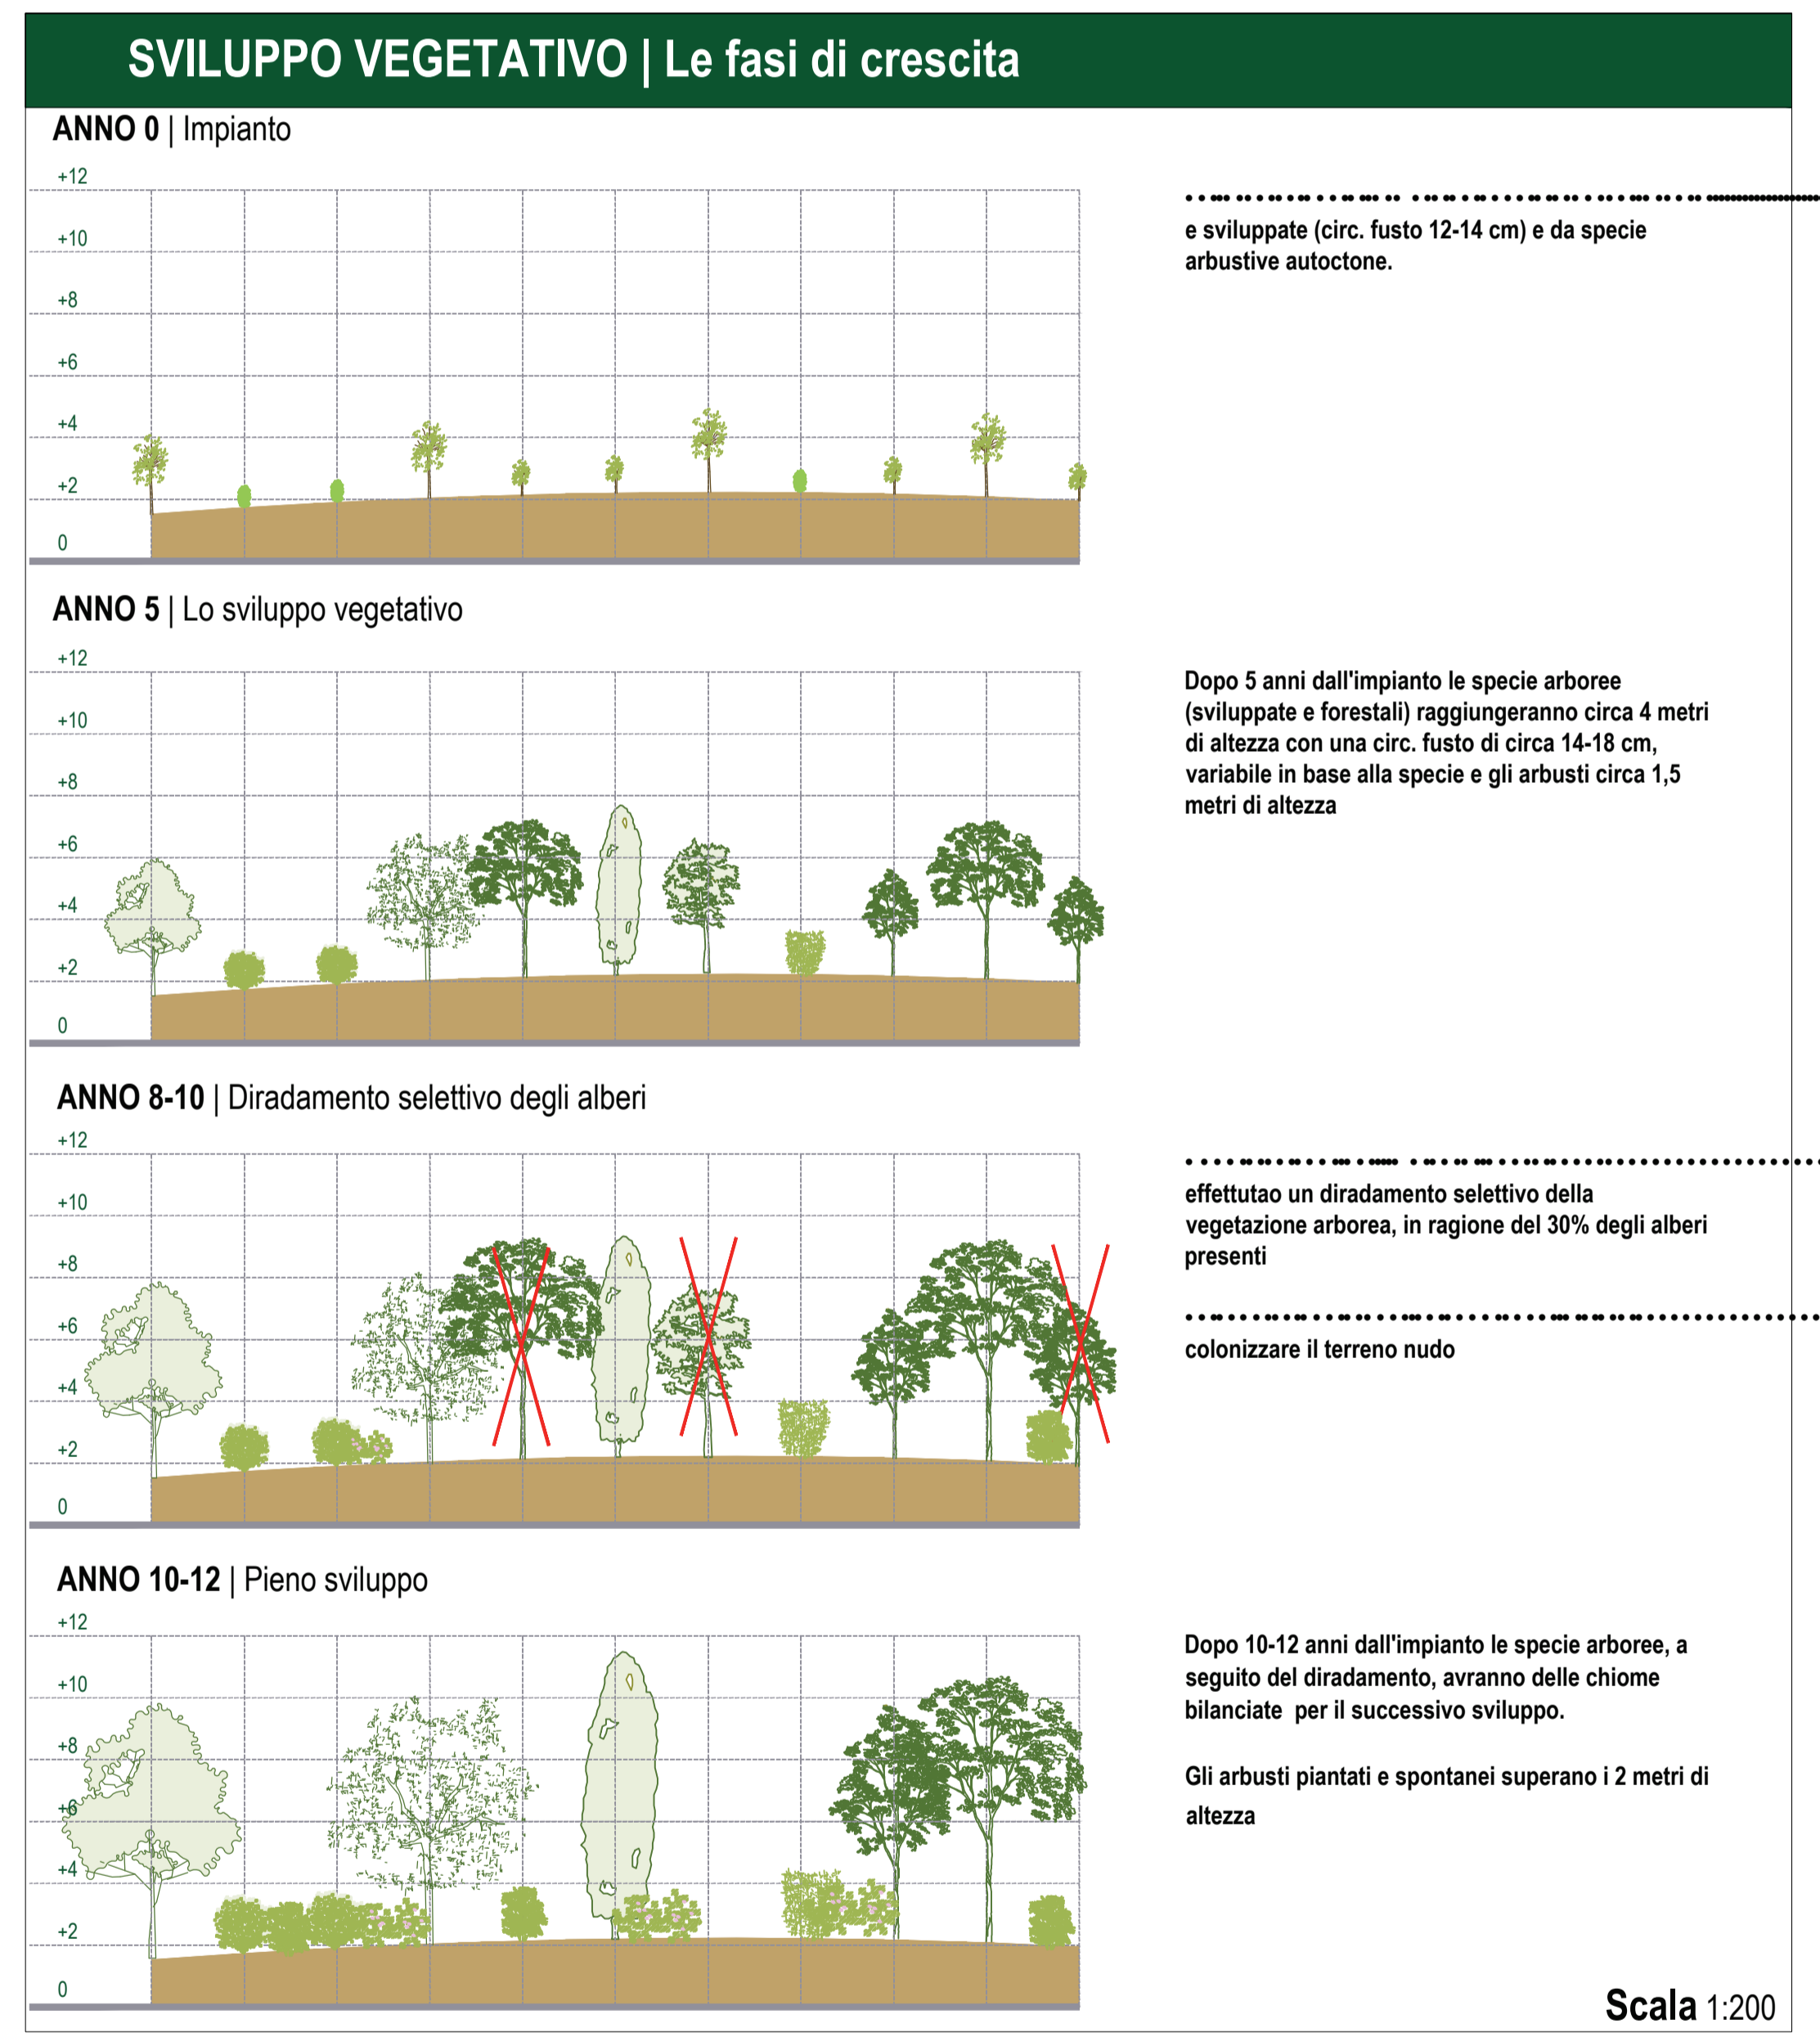 SVILUPPO VEGETATIVO | Le fasi di crescita
ANNO 0 | Impianto
+12
+10
+8
+6
+4
+2
0
e sviluppate (circ. fusto 12-14 cm) e da specie
arbustive autoctone.
ANNO 5 | Lo sviluppo vegetativo
+12
+10
+8
+6
+4
+2
0
Dopo 5 anni dall'impianto le specie arboree
(sviluppate e forestali) raggiungeranno circa 4 metri
di altezza con una circ. fusto di circa 14-18 cm,
variabile in base alla specie e gli arbusti circa 1,5
metri di altezza
ANNO 8-10 | Diradamento selettivo degli alberi
+12
+10
+8
+6
+4
+2
0
effettutao un diradamento selettivo della
vegetazione arborea, in ragione del 30% degli alberi
presenti
colonizzare il terreno nudo
ANNO 10-12 | Pieno sviluppo
+12
+10
+8
+6
+4
+2
0
Dopo 10-12 anni dall'impianto le specie arboree, a
seguito del diradamento, avranno delle chiome
bilanciate  per il successivo sviluppo.
Gli arbusti piantati e spontanei superano i 2 metri di
altezza
Scala 1:200